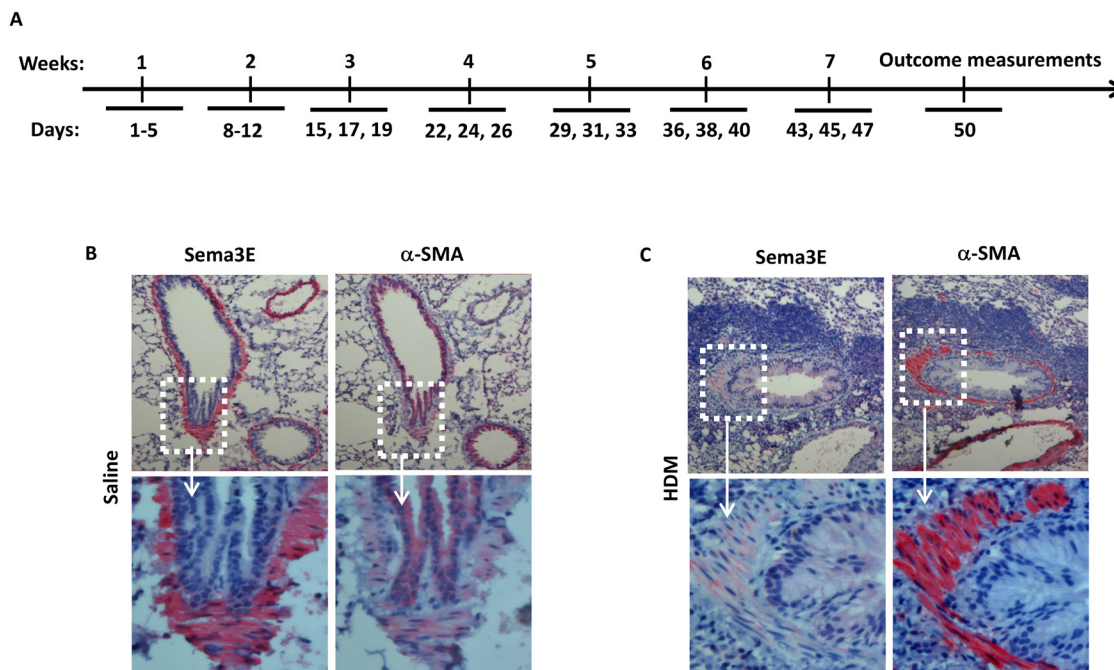 A
Weeks: 1 2 3 4 5 6 7 Outcome measurements
Days: 1-5 8-12 15, 17, 19 22, 24, 26 29, 31, 33 36, 38, 40 43, 45, 47 50
B Sema3E α-SMA
Saline
C Sema3E α-SMA
HDM